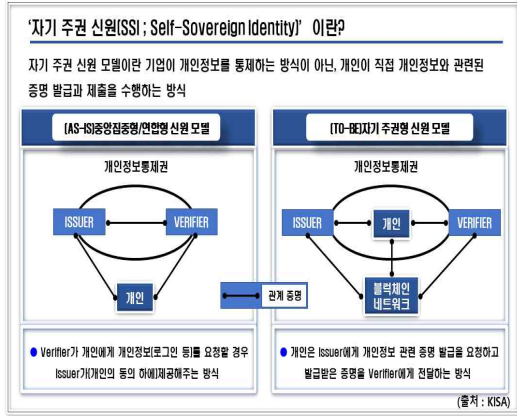 ‘자기 주권 신원(SSI ; Self-Sovereign Identity)’ 이란?
자기 주권 신원 모델이란 기업이 개인정보를 통제하는 방식이 아닌, 개인이 직접 개인정보와 관련된
증명 발급과 제출을 수행하는 방식
(AS-IS)중앙집중형/연합형 신원 모델
개인정보통제권
ISSUER
VERIFIER
개인
관계 증명
● Verifier가 개인에게 개인정보(로그인 등)를 요청할 경우
Issuer가(개인의 동의 하에)제공해주는 방식
(TO-BE)자기 주권형 신원 모델
개인정보통제권
ISSUER
개인
VERIFIER
블럭체인
네트워크
● 개인은 Issuer에게 개인정보 관련 증명 발급을 요청하고
발급받은 증명을 Verifier에게 전달하는 방식
(출처 : KISA)